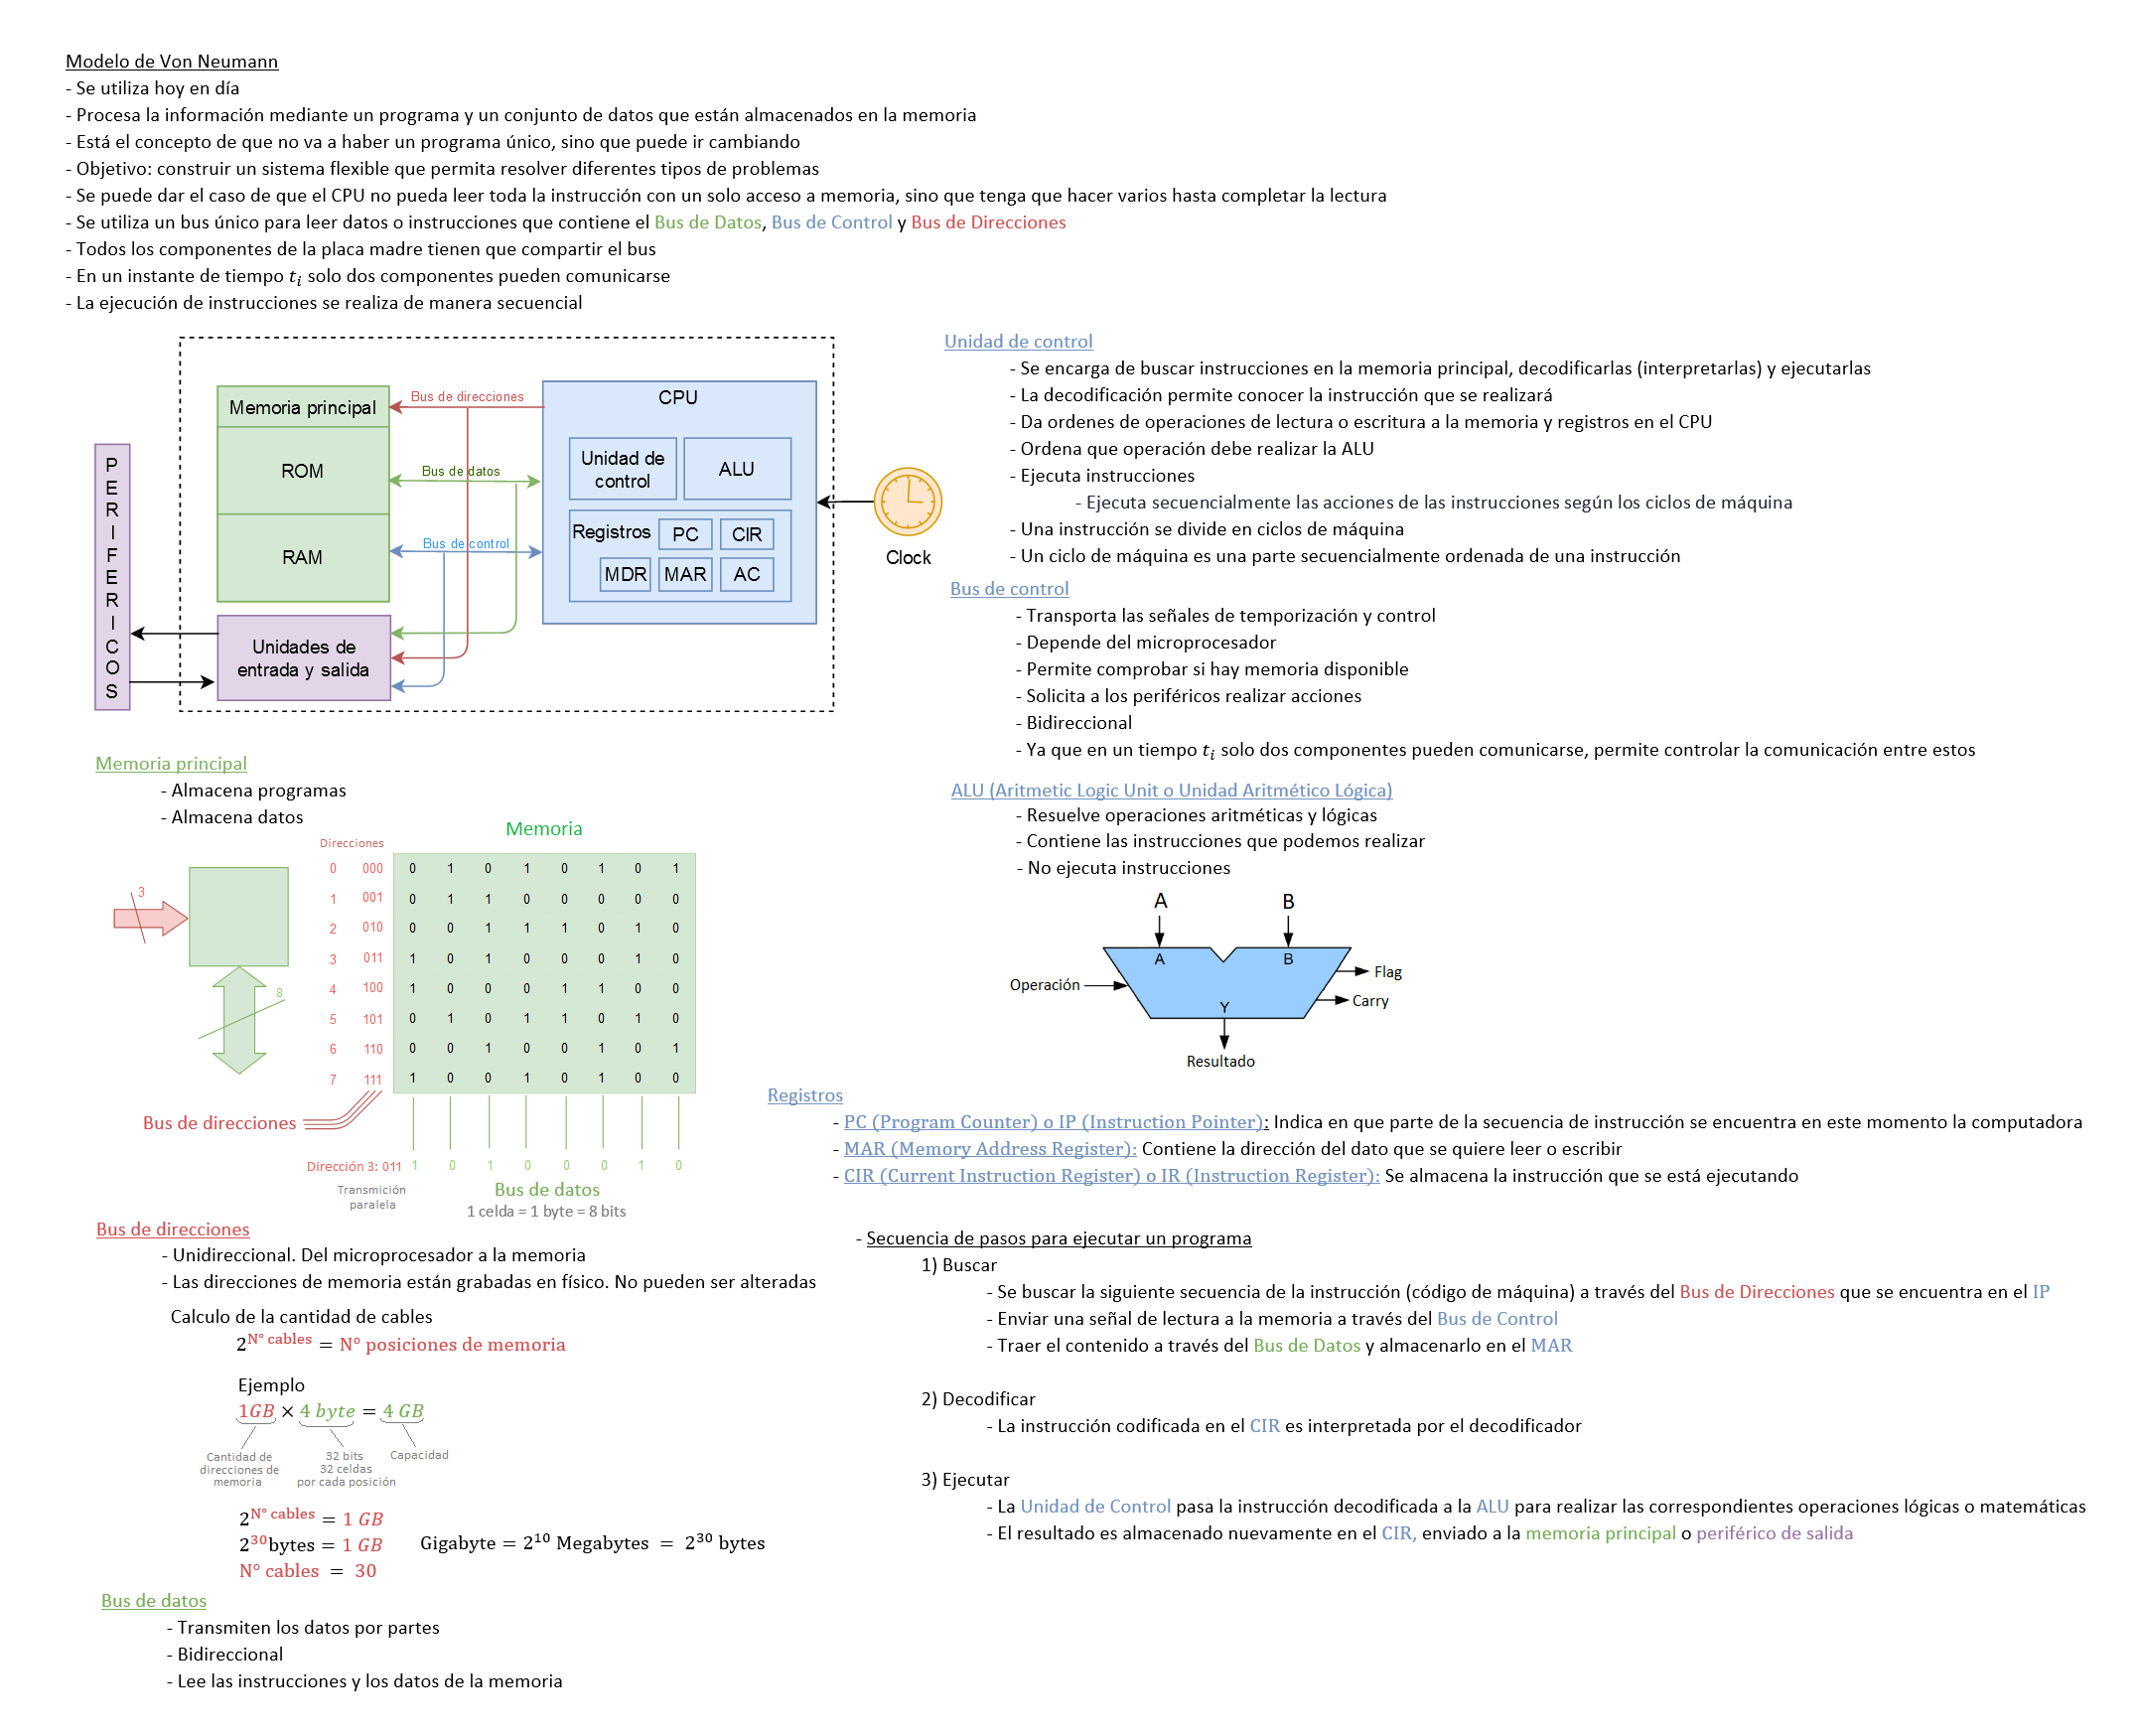 Modelo de Von Neumann
- Se utiliza hoy en día
- Procesa la información mediante un programa y un conjunto de datos que están almacenados en la memoria
- Está el concepto de que no va a haber un programa único, sino que puede ir cambiando
- Objetivo: construir un sistema flexible que permita resolver diferentes tipos de problemas
- Se puede dar el caso de que el CPU no pueda leer toda la instrucción con un solo acceso a memoria, sino que tenga que hacer varios hasta completar la lectura
- Se utiliza un bus único para leer datos o instrucciones que contiene el Bus de Datos, Bus de Control y Bus de Direcciones
- Todos los componentes de la placa madre tienen que compartir el bus
- En un instante de tiempo tᵢ solo dos componentes pueden comunicarse
- La ejecución de instrucciones se realiza de manera secuencial
PERIFERICOS
Memoria principal
ROM
RAM
Unidades de
entrada y salida
Bus de direcciones
Bus de datos
Bus de control
CPU
Unidad de
control
ALU
Registros
PC
CIR
MDR
MAR
AC
Clock
Unidad de control
- Se encarga de buscar instrucciones en la memoria principal, decodificarlas (interpretarlas) y ejecutarlas
- La decodificación permite conocer la instrucción que se realizará
- Da ordenes de operaciones de lectura o escritura a la memoria y registros en el CPU
- Ordena que operación debe realizar la ALU
- Ejecuta instrucciones
- Ejecuta secuencialmente las acciones de las instrucciones según los ciclos de máquina
- Una instrucción se divide en ciclos de máquina
- Un ciclo de máquina es una parte secuencialmente ordenada de una instrucción
Bus de control
- Transporta las señales de temporización y control
- Depende del microprocesador
- Permite comprobar si hay memoria disponible
- Solicita a los periféricos realizar acciones
- Bidireccional
- Ya que en un tiempo tᵢ solo dos componentes pueden comunicarse, permite controlar la comunicación entre estos
Memoria principal
- Almacena programas
- Almacena datos
Memoria
Direcciones
0 000 0 1 0 1 0 1 0 1
1 001 0 1 1 0 0 0 0 0
2 010 0 0 1 1 1 0 1 0
3 011 1 0 1 0 0 0 1 0
4 100 1 0 0 0 1 1 0 0
5 101 0 1 0 1 1 0 1 0
6 110 0 0 1 0 0 1 0 1
7 111 1 0 0 1 0 1 0 0
3
8
Bus de direcciones
Dirección 3: 011 1 0 1 0 0 0 1 0
Transmición
paralela
Bus de datos
1 celda = 1 byte = 8 bits
ALU (Aritmetic Logic Unit o Unidad Aritmético Lógica)
- Resuelve operaciones aritméticas y lógicas
- Contiene las instrucciones que podemos realizar
- No ejecuta instrucciones
A B
A B
Operación
Flag
Carry
Y
Resultado
Registros
- PC (Program Counter) o IP (Instruction Pointer): Indica en que parte de la secuencia de instrucción se encuentra en este momento la computadora
- MAR (Memory Address Register): Contiene la dirección del dato que se quiere leer o escribir
- CIR (Current Instruction Register) o IR (Instruction Register): Se almacena la instrucción que se está ejecutando
Bus de direcciones
- Unidireccional. Del microprocesador a la memoria
- Las direcciones de memoria están grabadas en físico. No pueden ser alteradas
Calculo de la cantidad de cables
2^N° cables = N° posiciones de memoria
Ejemplo
1GB × 4 byte = 4 GB
Cantidad de
direcciones de
memoria
32 bits
32 celdas
por cada posición
Capacidad
2^N° cables = 1 GB
2³⁰bytes = 1 GB
N° cables = 30
Gigabyte = 2¹⁰ Megabytes = 2³⁰ bytes
Bus de datos
- Transmiten los datos por partes
- Bidireccional
- Lee las instrucciones y los datos de la memoria
- Secuencia de pasos para ejecutar un programa
1) Buscar
- Se buscar la siguiente secuencia de la instrucción (código de máquina) a través del Bus de Direcciones que se encuentra en el IP
- Enviar una señal de lectura a la memoria a través del Bus de Control
- Traer el contenido a través del Bus de Datos y almacenarlo en el MAR
2) Decodificar
- La instrucción codificada en el CIR es interpretada por el decodificador
3) Ejecutar
- La Unidad de Control pasa la instrucción decodificada a la ALU para realizar las correspondientes operaciones lógicas o matemáticas
- El resultado es almacenado nuevamente en el CIR, enviado a la memoria principal o periférico de salida